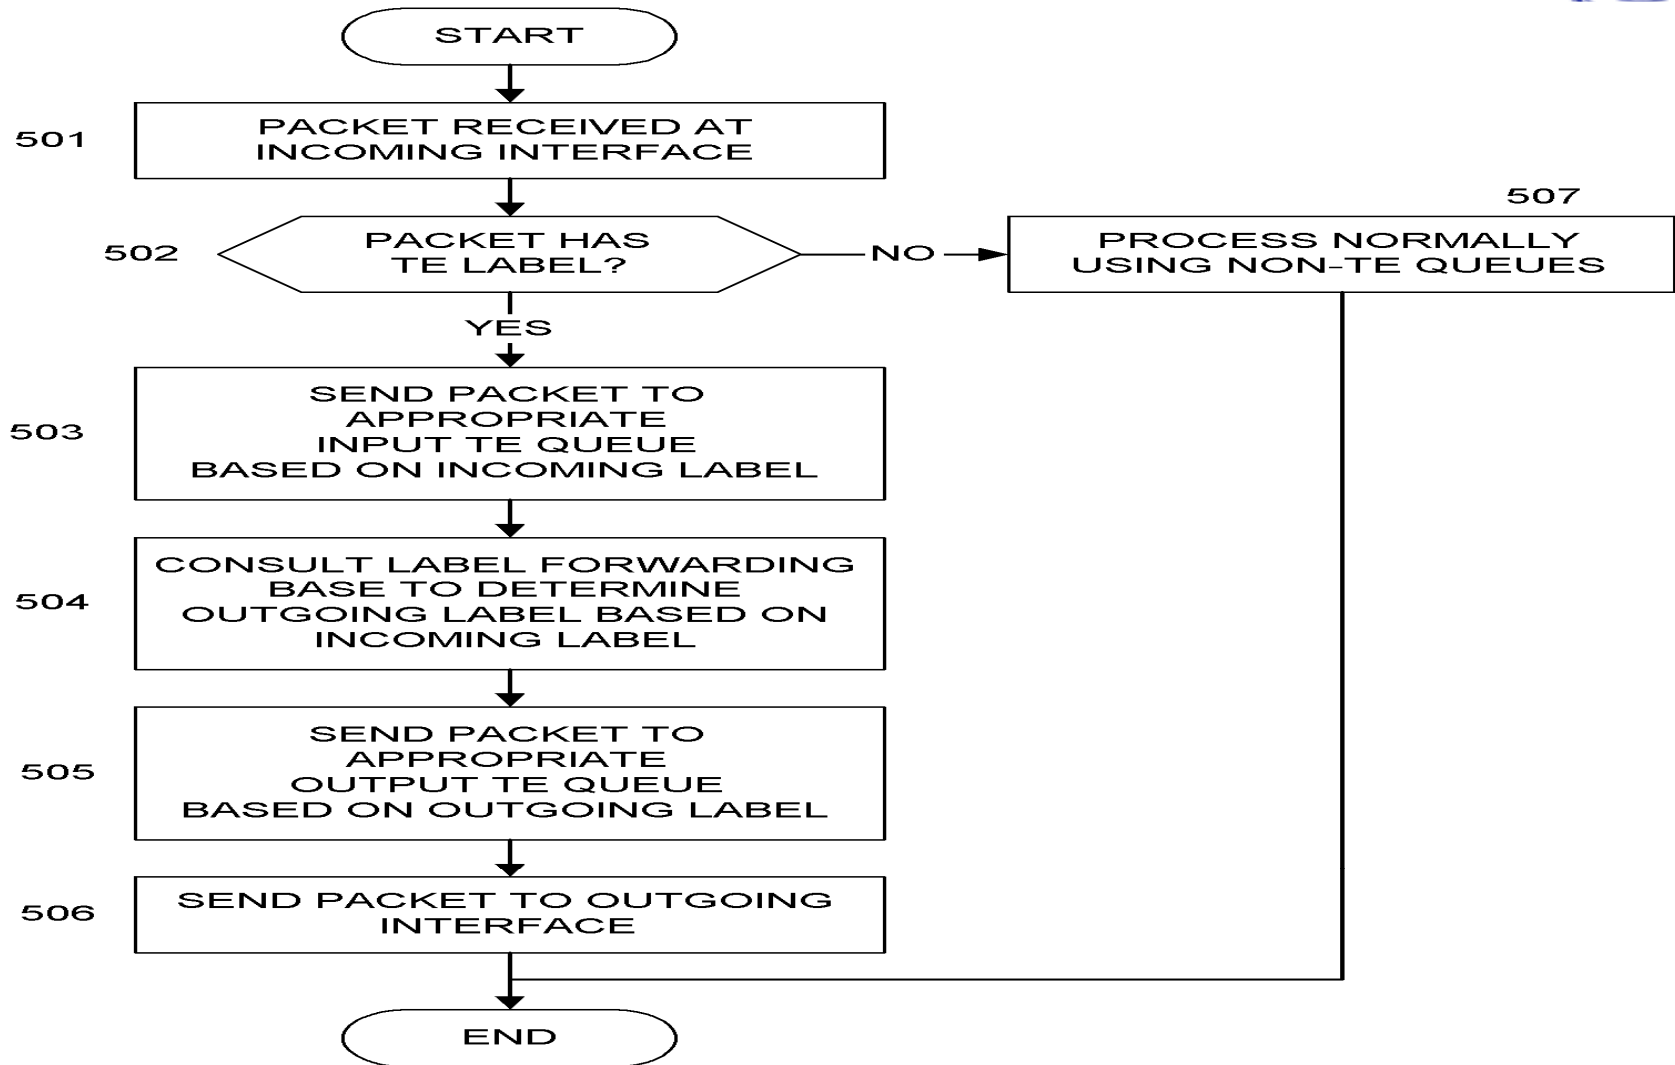 START
501
PACKET RECEIVED AT
INCOMING INTERFACE
507
502
PACKET HAS
TE LABEL?
NO
PROCESS NORMALLY
USING NON-TE QUEUES
YES
503
SEND PACKET TO
APPROPRIATE
INPUT TE QUEUE
BASED ON INCOMING LABEL
504
CONSULT LABEL FORWARDING
BASE TO DETERMINE
OUTGOING LABEL BASED ON
INCOMING LABEL
505
SEND PACKET TO
APPROPRIATE
OUTPUT TE QUEUE
BASED ON OUTGOING LABEL
506
SEND PACKET TO OUTGOING
INTERFACE
END